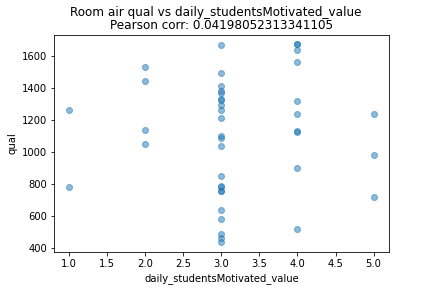 Room air qual vs daily_studentsMotivated_value
Pearson corr: 0.04198052313341105
1600
1400
1200
1000
800
600
400
qual
1.0 1.5 2.0 2.5 3.0 3.5 4.0 4.5 5.0
daily_studentsMotivated_value